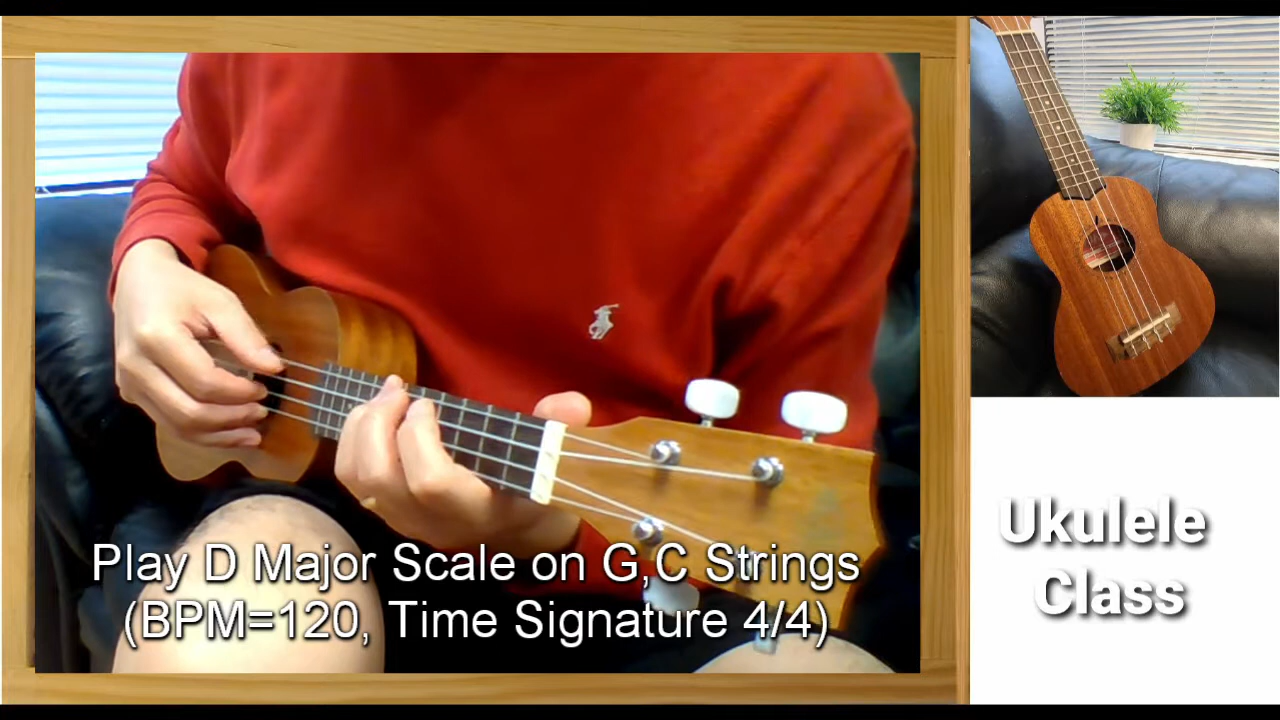 Play D Major Scale on G,C Strings
(BPM=120, Time Signature 4/4)
Ukulele
Class